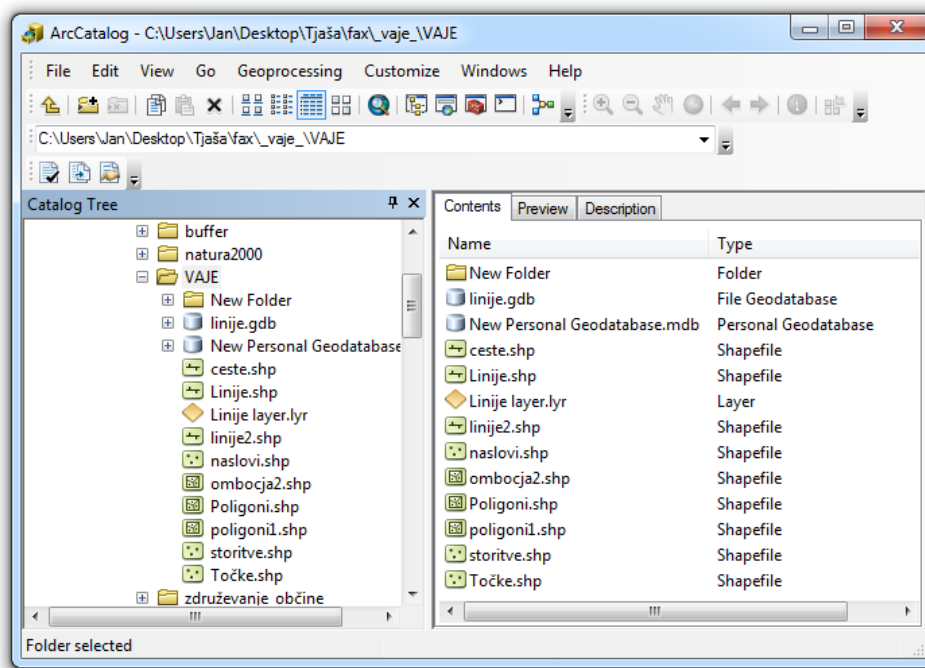 ArcCatalog - C:\Users\Jan\Desktop\Tjaša\fax\_vaje_\VAJE
File Edit View Go Geoprocessing Customize Windows Help
C:\Users\Jan\Desktop\Tjaša\fax\_vaje_\VAJE
Catalog Tree
buffer
natura2000
VAJE
New Folder
linije.gdb
New Personal Geodatabase
ceste.shp
Linije.shp
Linije layer.lyr
linije2.shp
naslovi.shp
ombocja2.shp
Poligoni.shp
poligoni1.shp
storitve.shp
Točke.shp
združevanje občine
Contents Preview Description
Name Type
New Folder Folder
linije.gdb File Geodatabase
New Personal Geodatabase.mdb Personal Geodatabase
ceste.shp Shapefile
Linije.shp Shapefile
Linije layer.lyr Layer
linije2.shp Shapefile
naslovi.shp Shapefile
ombocja2.shp Shapefile
Poligoni.shp Shapefile
poligoni1.shp Shapefile
storitve.shp Shapefile
Točke.shp Shapefile
Folder selected